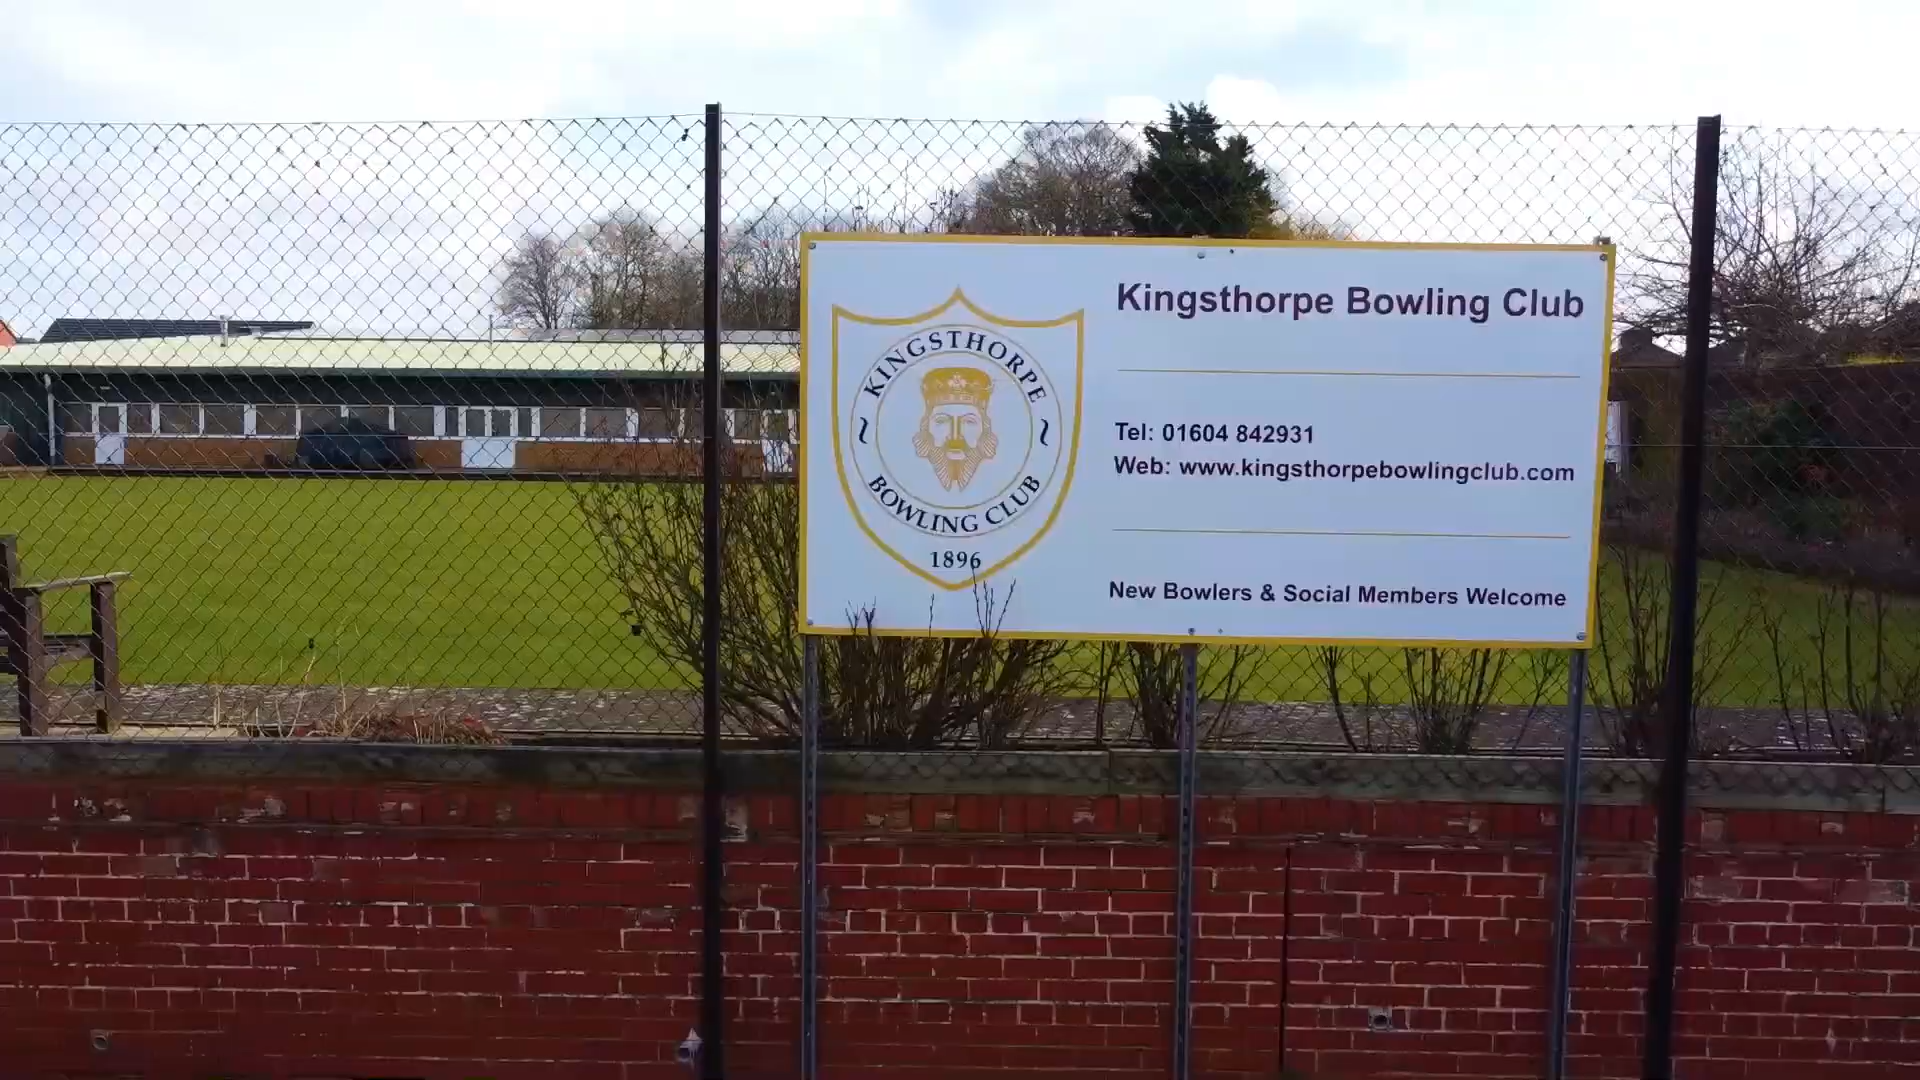 KINGSTHORPE
BOWLING CLUB
1896
Kingsthorpe Bowling Club
Tel: 01604 842931
Web: www.kingsthorpebowlingclub.com
New Bowlers & Social Members Welcome